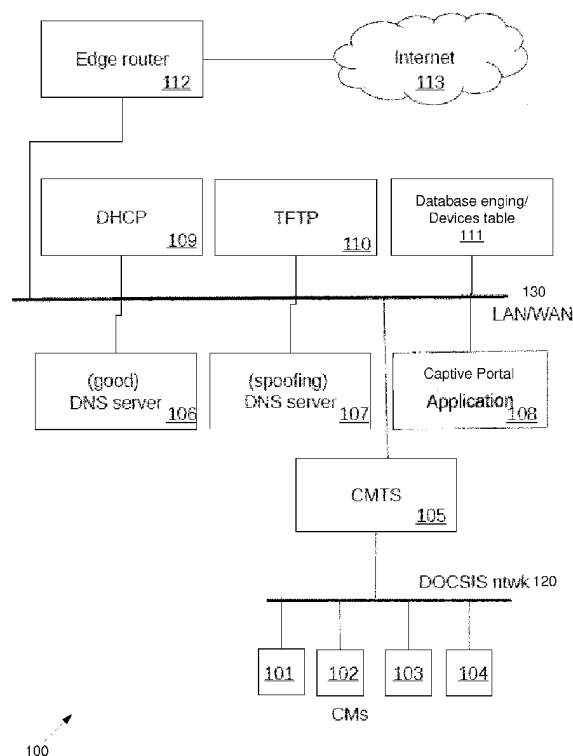 Edge router
112
Internet
113
DHCP
109
TFTP
110
Database enging/
Devices table
111
130
LAN/WAN
(good)
DNS server
106
(spoofing)
DNS server
107
Captive Portal
Application
108
CMTS
105
DOCSIS ntwk 120
101
102
103
104
CMs
100